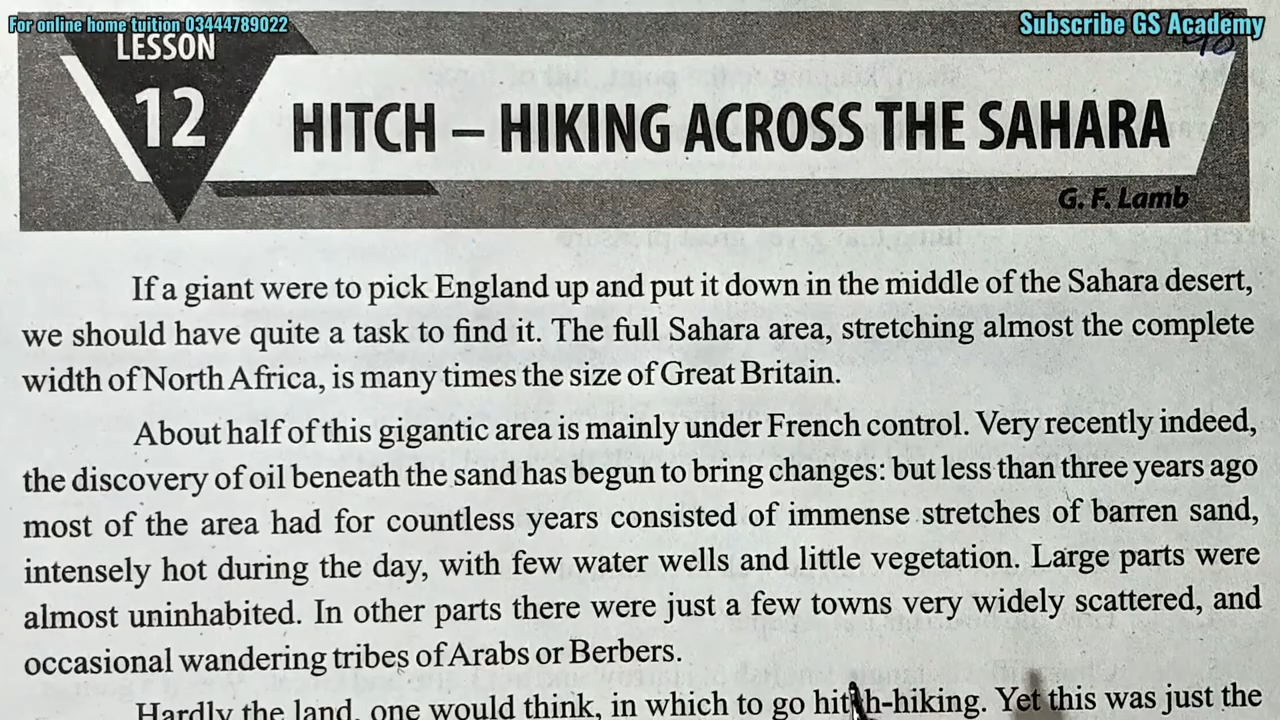 For online home tuition 03444789022
Subscribe GS Academy
LESSON
12
HITCH – HIKING ACROSS THE SAHARA
G. F. Lamb
If a giant were to pick England up and put it down in the middle of the Sahara desert,
we should have quite a task to find it. The full Sahara area, stretching almost the complete
width of North Africa, is many times the size of Great Britain.
About half of this gigantic area is mainly under French control. Very recently indeed,
the discovery of oil beneath the sand has begun to bring changes: but less than three years ago
most of the area had for countless years consisted of immense stretches of barren sand,
intensely hot during the day, with few water wells and little vegetation. Large parts were
almost uninhabited. In other parts there were just a few towns very widely scattered, and
occasional wandering tribes of Arabs or Berbers.
Hardly the land, one would think, in which to go hitch-hiking. Yet this was just the